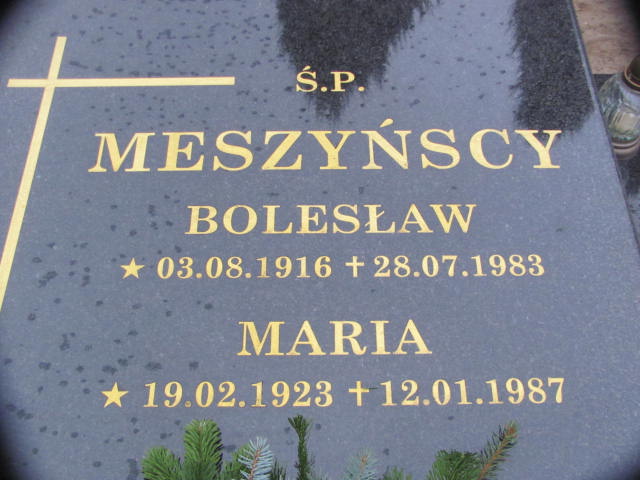 Ś.P.
MESZYŃSCY
BOLESŁAW
★ 03.08.1916 ✝ 28.07.1983
MARIA
★ 19.02.1923 ✝ 12.01.1987